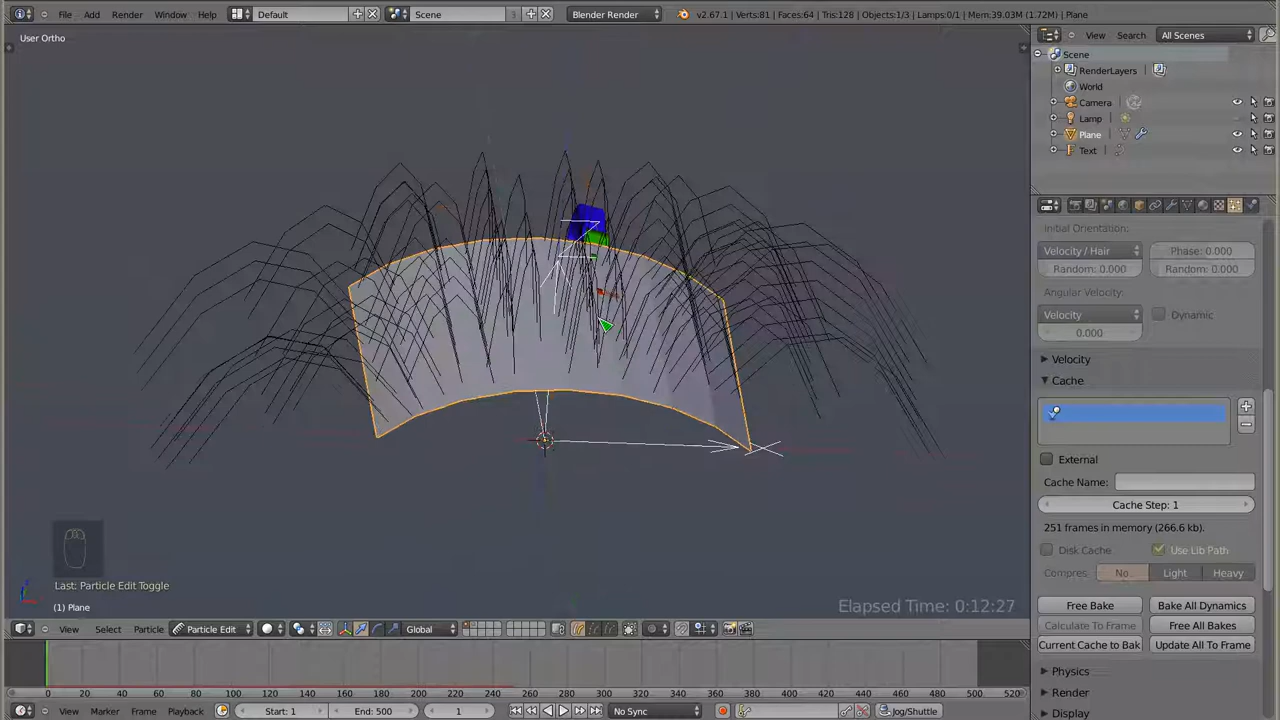 File Add Render Window Help Default Scene Blender Render v2.67.1 | Verts:81 | Faces:64 | Tris:128 | Objects:1/3 | Lamps:0/1 | Mem:39.03M (1.72M) | Plane
User Ortho
View Search All Scenes
Scene
RenderLayers
World
Camera
Lamp
Plane
Text
Initial Orientation:
Velocity / Hair Phase: 0.000
Random: 0.000 Random: 0.000
Angular Velocity:
Velocity Dynamic
0.000
Velocity
Cache
External
Cache Name:
Cache Step: 1
251 frames in memory (266.6 kb).
Disk Cache Use Lib Path
Compres No Light Heavy
Free Bake Bake All Dynamics
Calculate To Frame Free All Bakes
Current Cache to Bak Update All To Frame
Physics
Render
Display
Last: Particle Edit Toggle
(1) Plane
Elapsed Time: 0:12:27
View Select Particle Particle Edit Global
0 20 40 60 80 100 120 140 160 180 200 220 240 260 280 300 320 340 360 380 400 420 440 460 480 500 520
View Marker Frame Playback Start: 1 End: 500 1 No Sync Jog/Shuttle